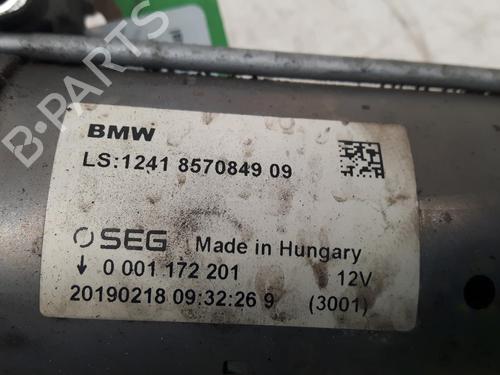 BMW
LS:1241 8570849 09
SEG Made in Hungary
↓ 0 001 172 201 12V
20190218 09:32:26 9 (3001)
B-PARTS